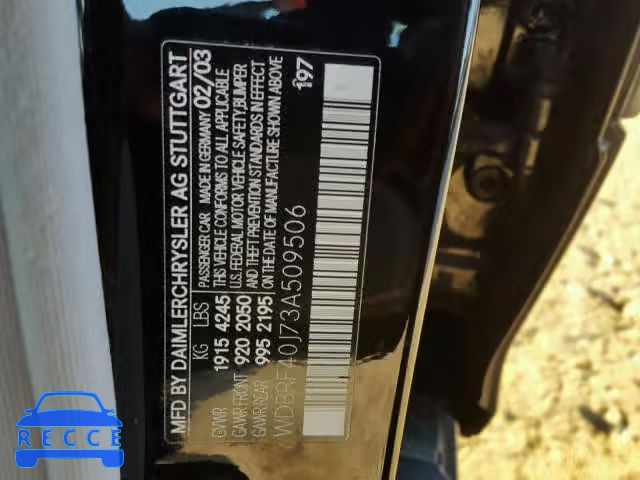 MFD BY DAIMLERCHRYSLER AG STUTTGART
PASSENGER CAR MADE IN GERMANY 02/03
KG LBS
THIS VEHICLE CONFORMS TO ALL APPLICABLE
GVWR 1915 4245
U.S. FEDERAL MOTOR VEHICLE SAFETY, BUMPER
GAWR FRONT 920 2050
AND THEFT PREVENTION STANDARDS IN EFFECT
GAWR REAR 995 2195
ON THE DATE OF MANUFACTURE SHOWN ABOVE
WDBRF40J73A509506
197
RECCE